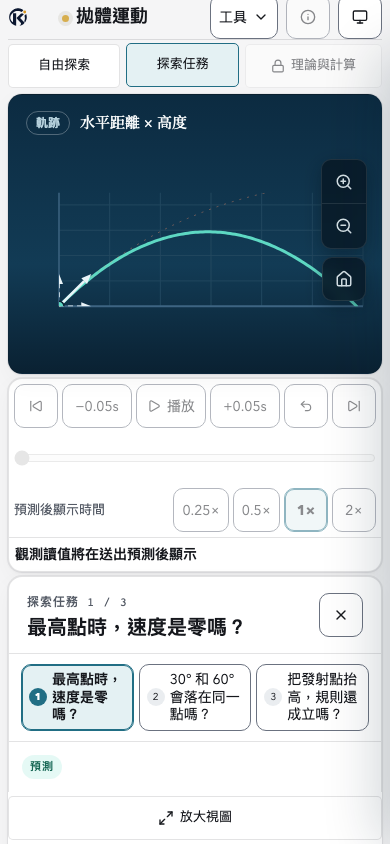 拋體運動
工具
自由探索
探索任務
理論與計算
軌跡 水平距離 × 高度
−0.05s
播放
+0.05s
預測後顯示時間
0.25×
0.5×
1×
2×
觀測讀值將在送出預測後顯示
探索任務 1 / 3
最高點時，速度是零嗎？
1 最高點時，
速度是零
嗎？
2 30° 和 60°
會落在同一
點嗎？
3 把發射點抬
高，規則還
成立嗎？
預測
放大視圖